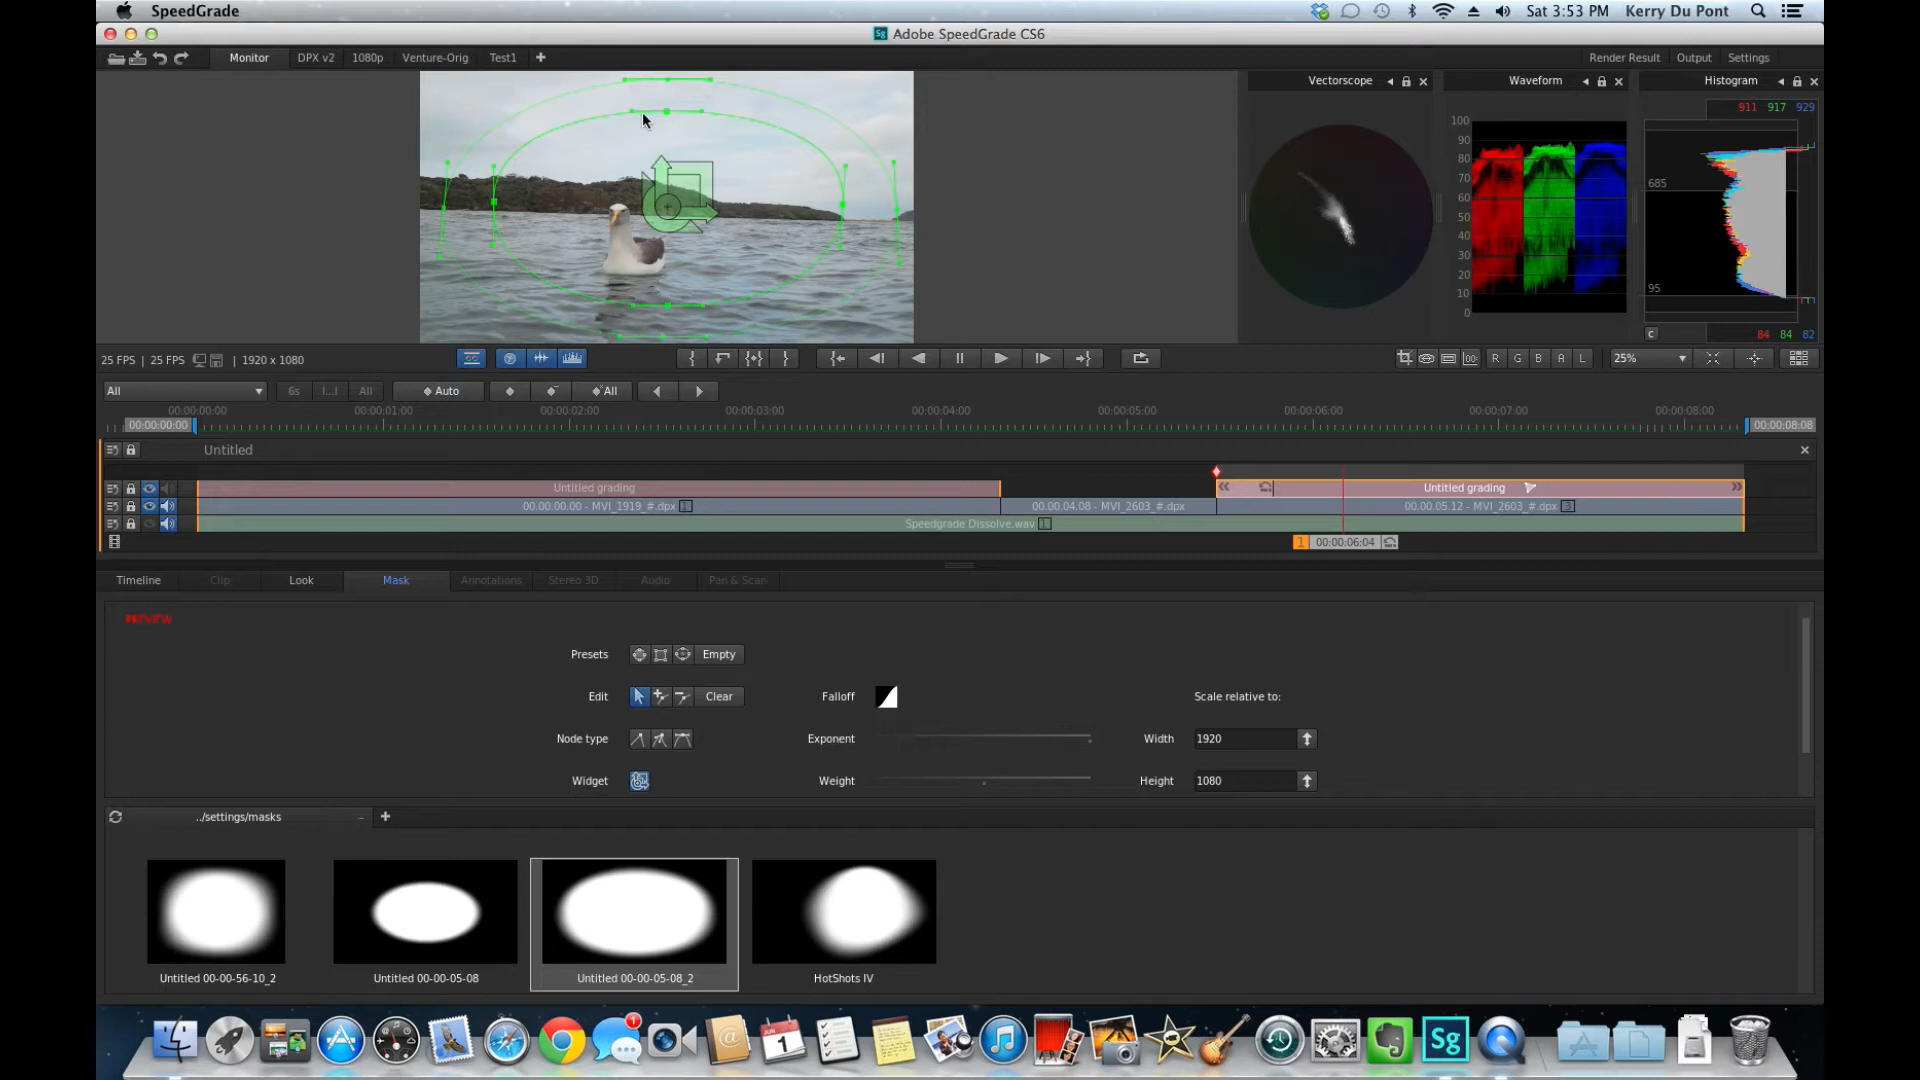 SpeedGrade
Sat 3:53 PM
Kerry Du Pont
Sg Adobe SpeedGrade CS6
Monitor
DPX v2
1080p
Venture-Orig
Test1
Render Result
Output
Settings
Vectorscope
Waveform
Histogram
911 917 929
100
90
80
70
60
50
40
30
20
10
0
685
95
C
84 84 82
25 FPS | 25 FPS
1920 x 1080
R G B A L
25%
All
6s
All
Auto
All
00:00:00:00
00:00:01:00
00:00:02:00
00:00:03:00
00:00:04:00
00:00:05:00
00:00:06:00
00:00:07:00
00:00:08:00
00:00:00:00
00:00:08:08
Untitled
Untitled grading
Untitled grading
00.00.00.00 - MVI_1919_#.dpx 1
00.00.04.08 - MVI_2603_#.dpx
00.00.05.12 - MVI_2603_#.dpx 3
Speedgrade Dissolve.wav 1
1 00:00:06:04
Timeline
Clip
Look
Mask
Annotations
Stereo 3D
Audio
Pan & Scan
PREVIEW
Presets
Empty
Edit
Clear
Falloff
Scale relative to:
Node type
Exponent
Width
1920
Widget
Weight
Height
1080
../settings/masks
Untitled 00-00-56-10_2
Untitled 00-00-05-08
Untitled 00-00-05-08_2
HotShots IV
1
JUN
1
Sg